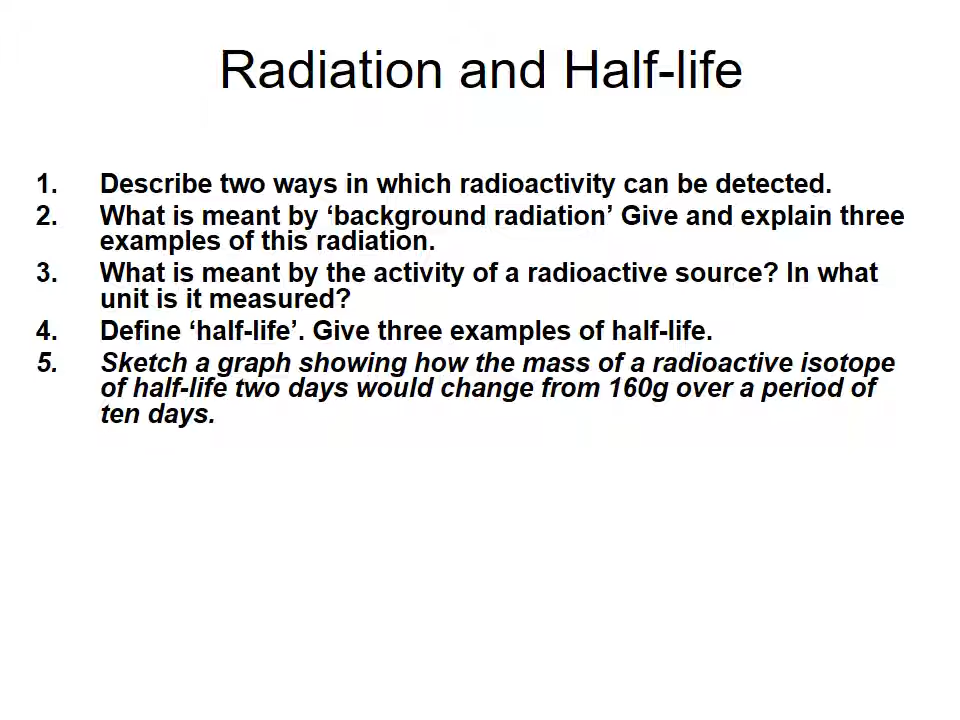 Radiation and Half-life
1. Describe two ways in which radioactivity can be detected.
2. What is meant by ‘background radiation’ Give and explain three
examples of this radiation.
3. What is meant by the activity of a radioactive source? In what
unit is it measured?
4. Define ‘half-life’. Give three examples of half-life.
5. Sketch a graph showing how the mass of a radioactive isotope
of half-life two days would change from 160g over a period of
ten days.